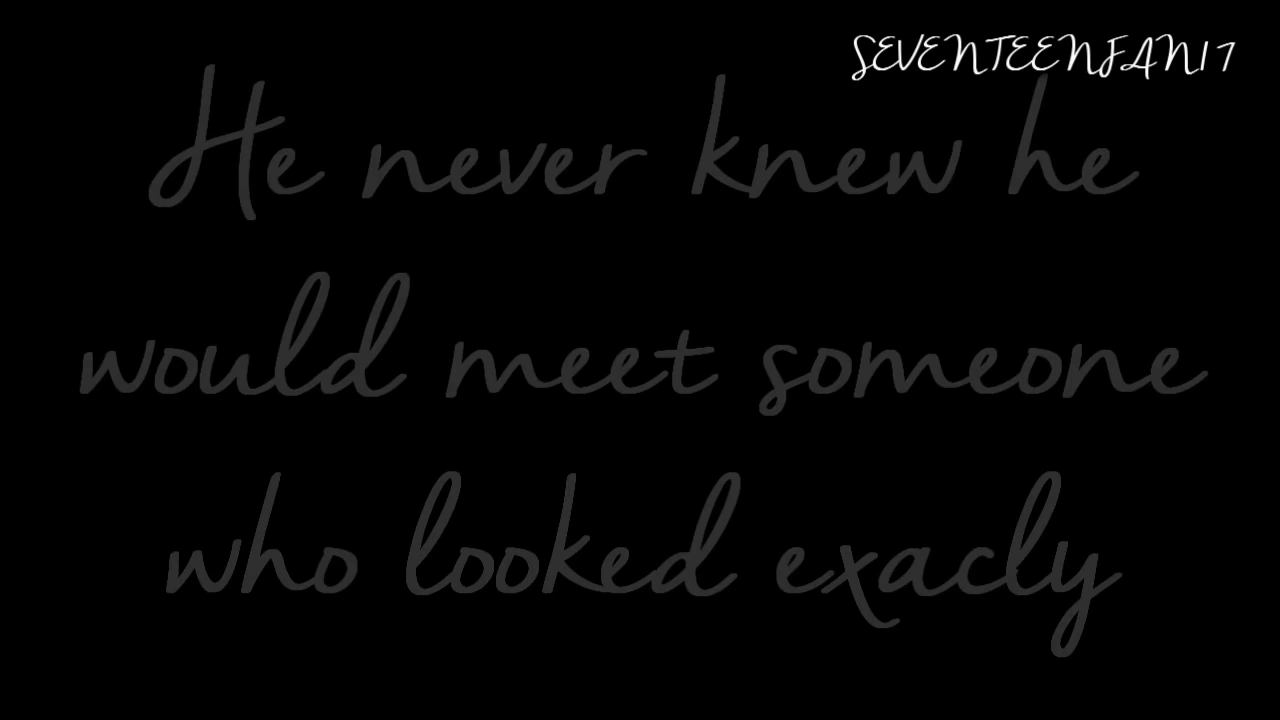 SEVENTEENFAN17
He never knew he
would meet someone
who looked exacly